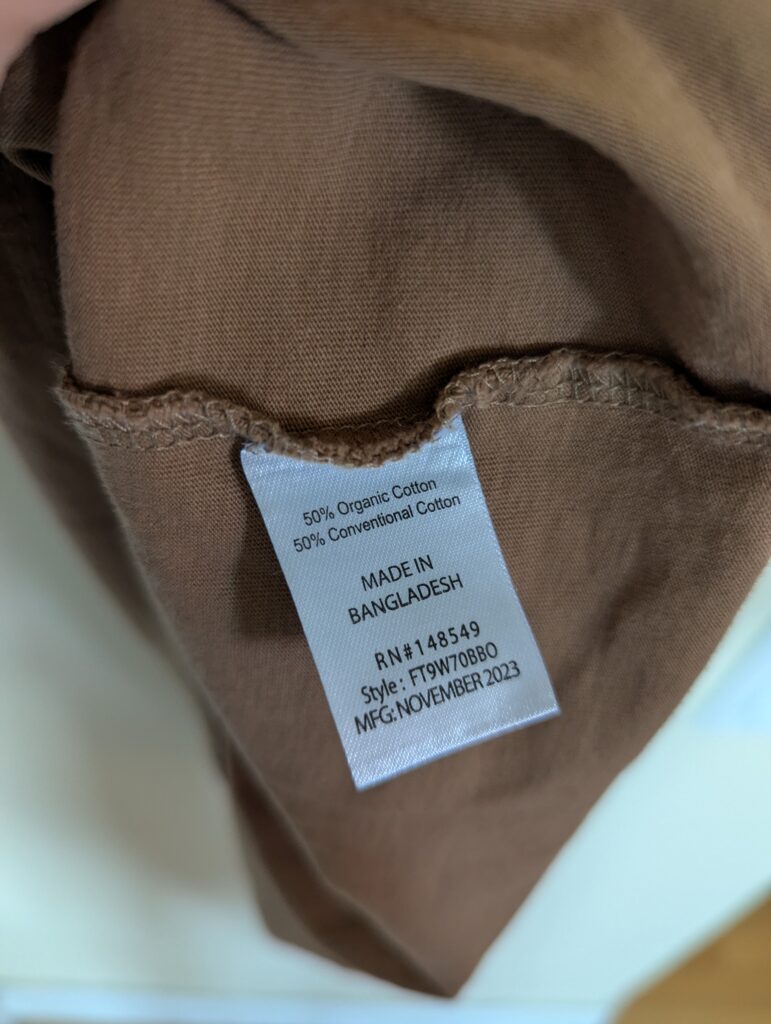 50% Organic Cotton
50% Conventional Cotton
MADE IN
BANGLADESH
RN#148549
Style: FT9W70BBO
MFG: NOVEMBER 2023